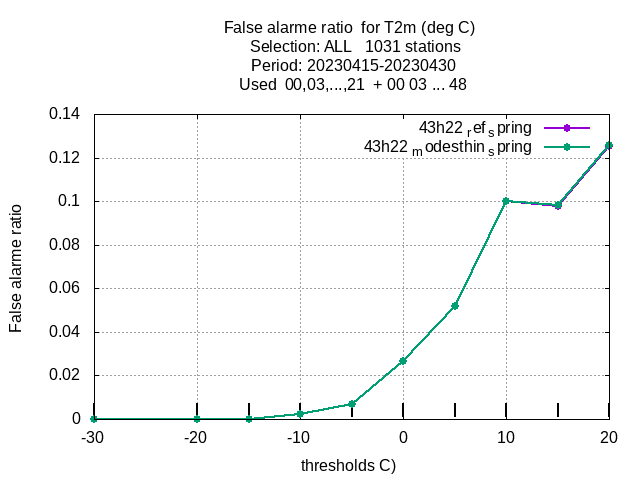 False alarme ratio  for T2m (deg C)
Selection: ALL   1031 stations
Period: 20230415-20230430
Used  00,03,...,21  + 00 03 ... 48
0.14
0.12
0.1
0.08
0.06
0.04
0.02
0
False alarme ratio
43h22 ref spring
43h22 modesthin spring
-30
-20
-10
0
10
20
thresholds C)